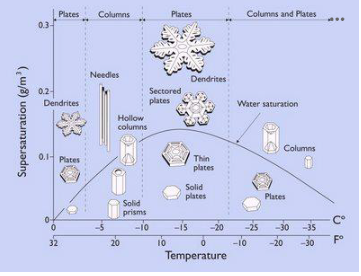 Plates
Columns
Plates
Columns and Plates
0.3
0.2
0.1
0
Supersaturation (g/m³)
Dendrites
Needles
Dendrites
Sectored
plates
Hollow
columns
Water saturation
Plates
Thin
plates
Columns
Solid
prisms
Solid
plates
Plates
0 -5 -10 -15 -20 -25 -30 -35 C°
32 20 10 0 -10 -20 -30 F°
Temperature